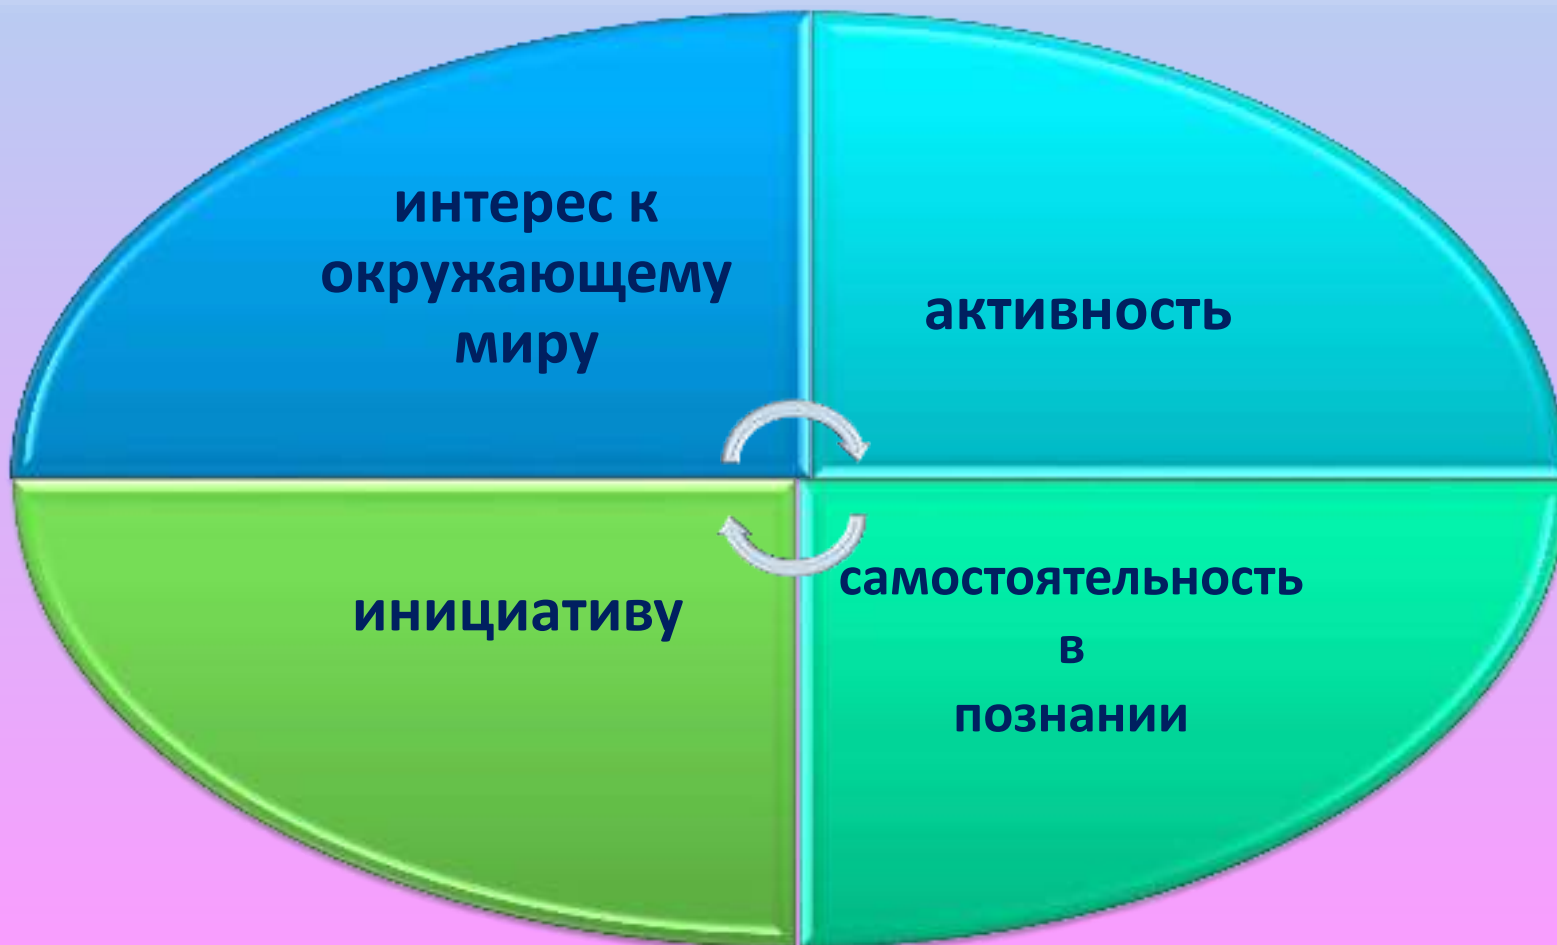 интерес к
окружающему
миру
активность
инициативу
самостоятельность
в
познании